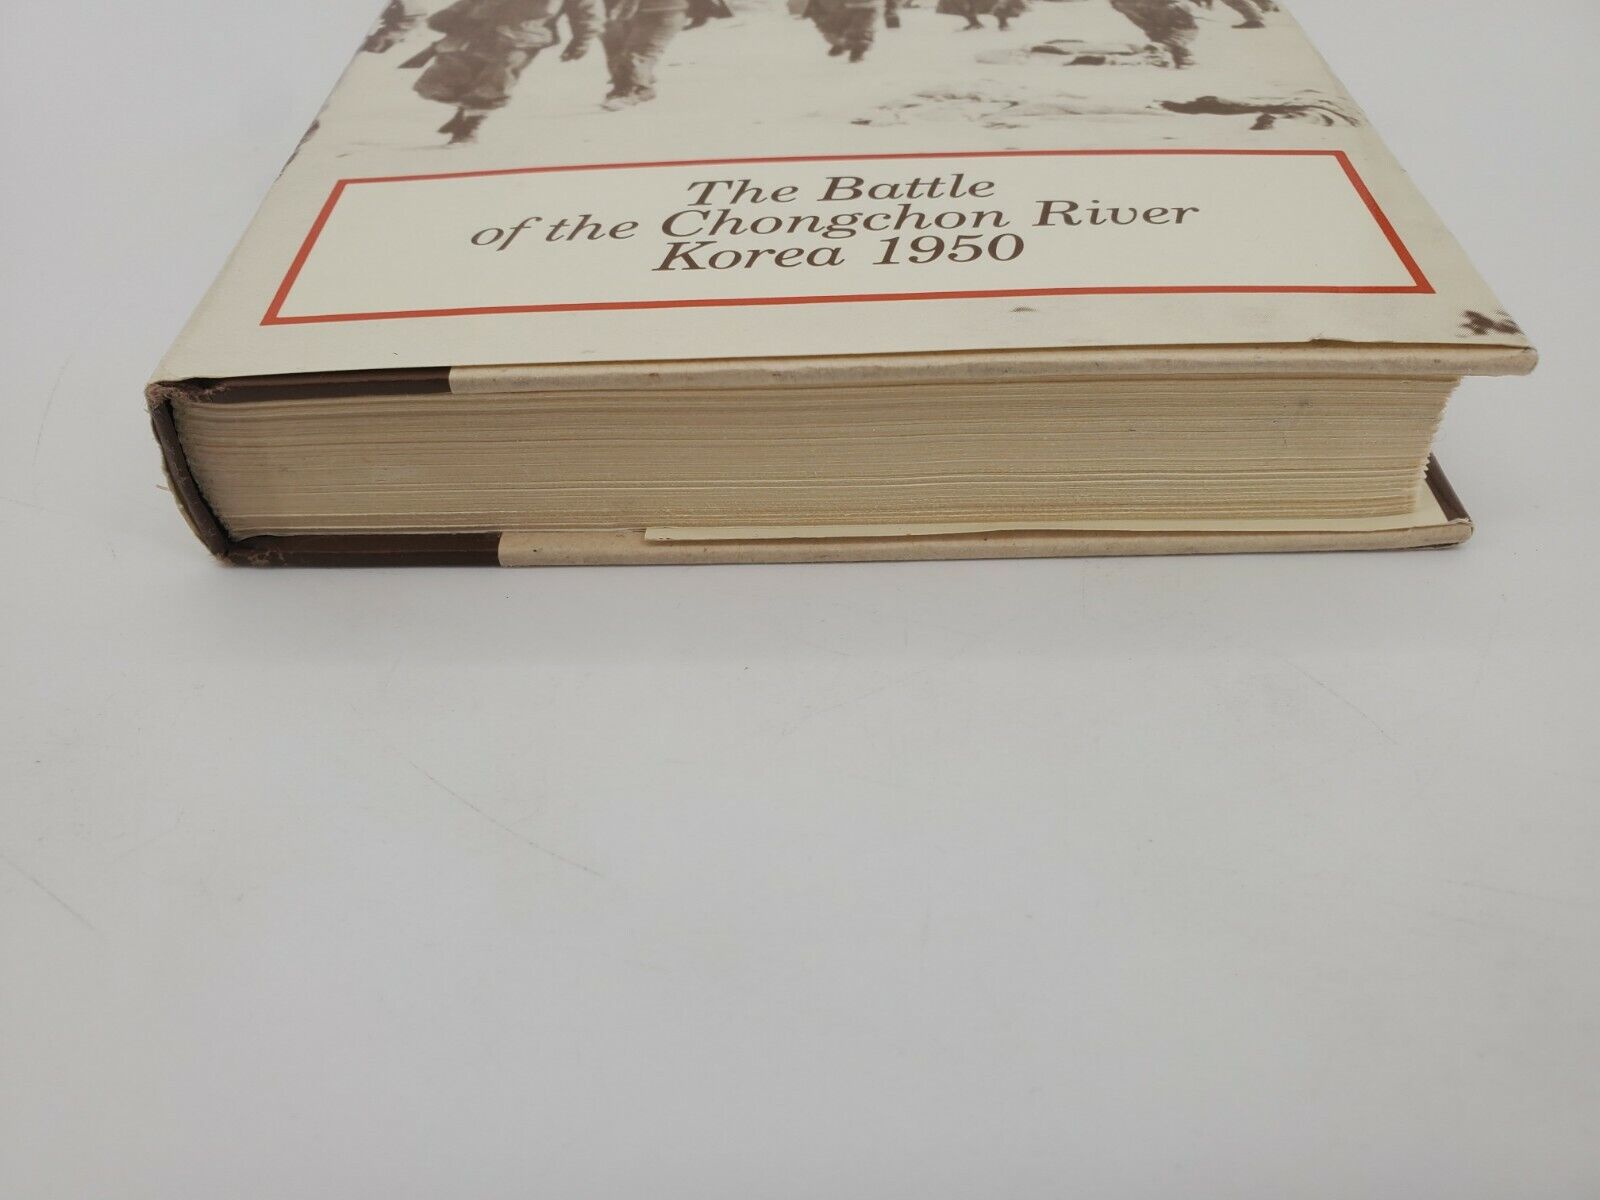 The Battle
of the Chongchon River
Korea 1950